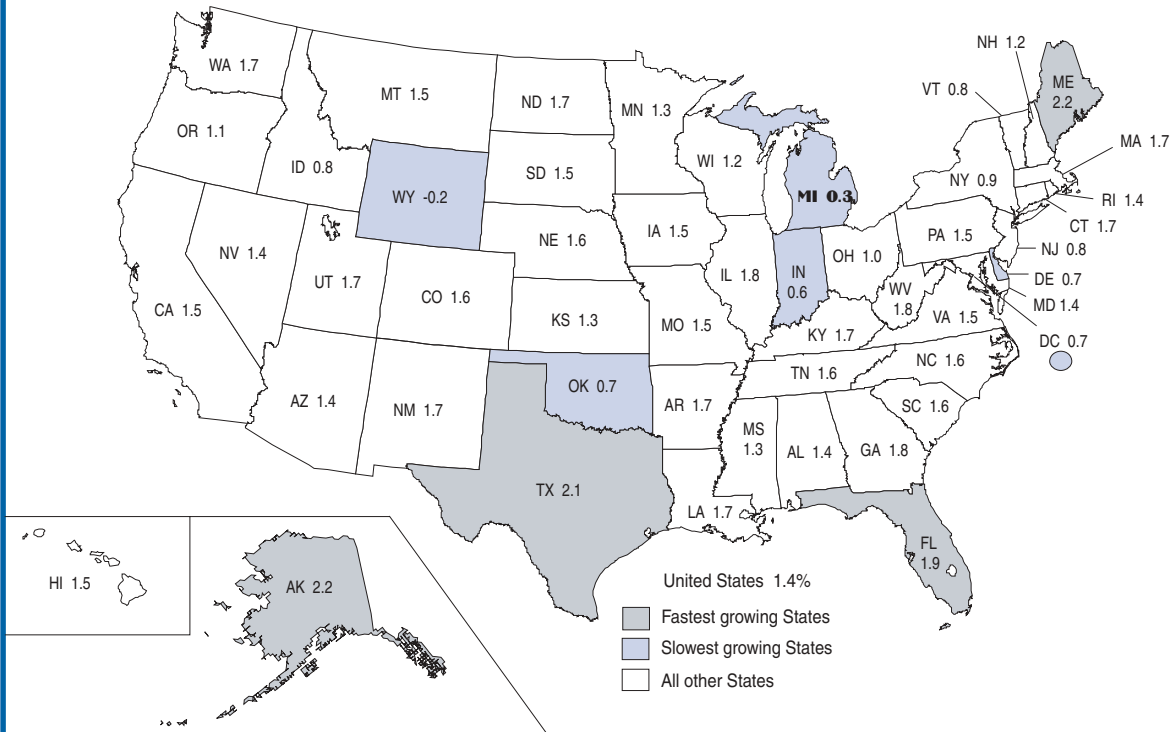 NH 1.2
WA 1.7
ME
2.2
VT 0.8
MT 1.5
ND 1.7
MN 1.3
OR 1.1
MA 1.7
ID 0.8
WI 1.2
SD 1.5
NY 0.9
WY -0.2
MI 0.3
RI 1.4
CT 1.7
NE 1.6
IA 1.5
PA 1.5
NJ 0.8
NV 1.4
OH 1.0
IL 1.8
IN
0.6
DE 0.7
UT 1.7
CO 1.6
WV
1.8
MD 1.4
CA 1.5
KS 1.3
MO 1.5
VA 1.5
KY 1.7
DC 0.7
NC 1.6
TN 1.6
OK 0.7
AZ 1.4
NM 1.7
AR 1.7
SC 1.6
MS
1.3
AL 1.4
GA 1.8
TX 2.1
LA 1.7
FL
1.9
HI 1.5
AK 2.2
United States 1.4%
Fastest growing States
Slowest growing States
All other States